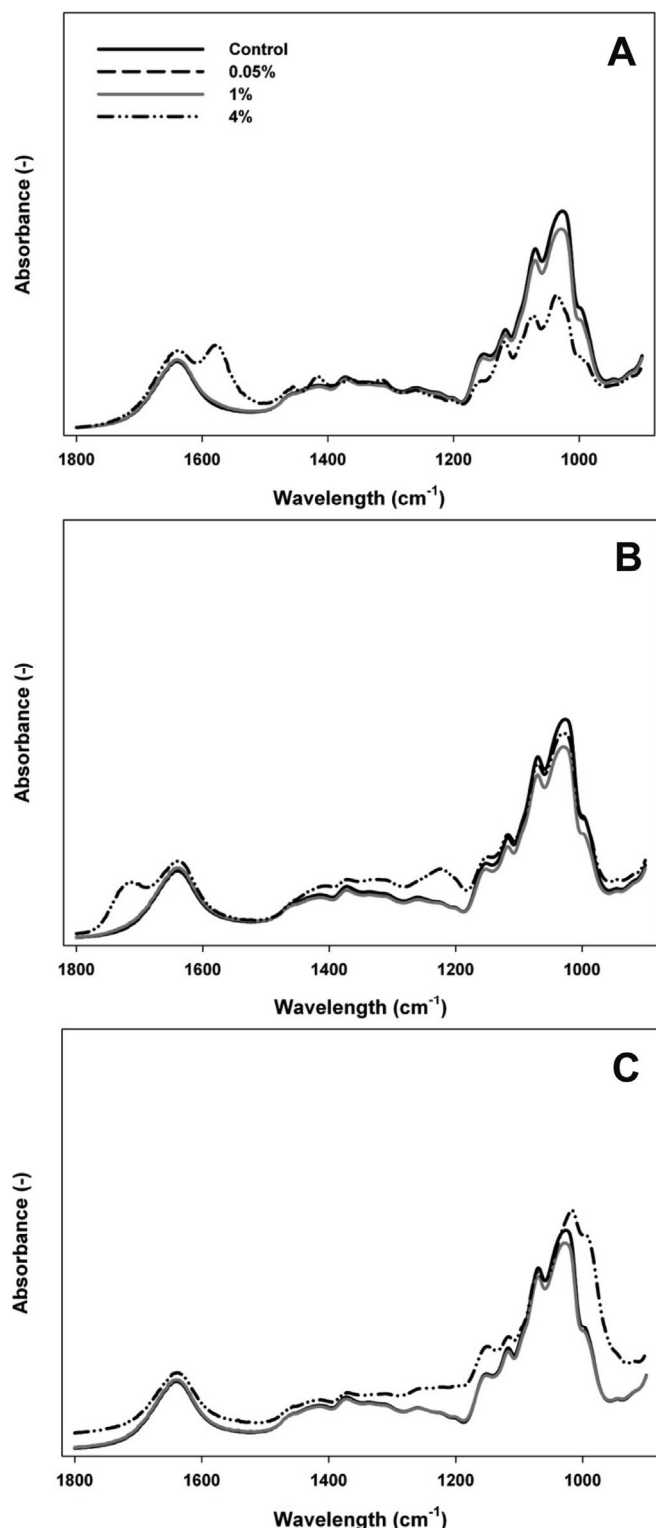 A
Control
0.05%
1%
4%
Absorbance (-)
1800 1600 1400 1200 1000
Wavelength (cm⁻¹)
B
Absorbance (-)
1800 1600 1400 1200 1000
Wavelength (cm⁻¹)
C
Absorbance (-)
1800 1600 1400 1200 1000
Wavelength (cm⁻¹)